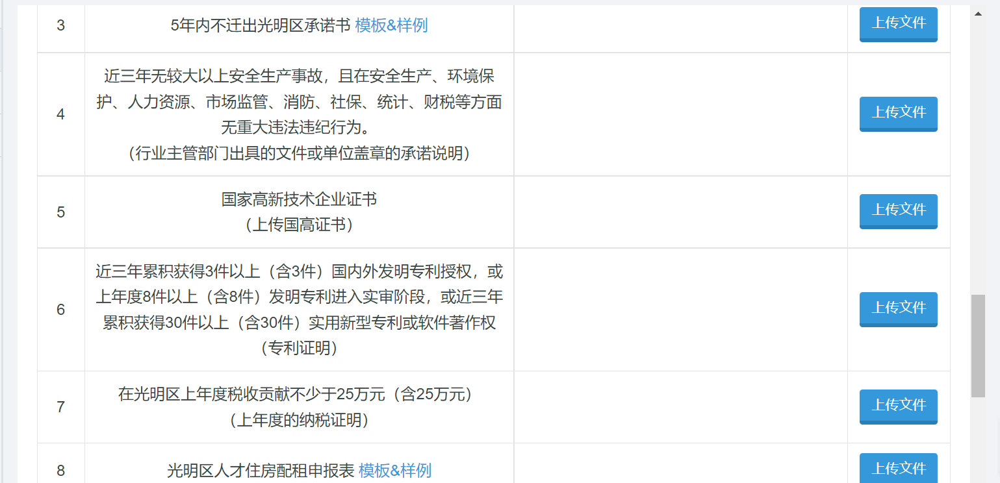 3 5年内不迁出光明区承诺书 模板&样例 上传文件
近三年无较大以上安全生产事故，且在安全生产、环境保
护、人力资源、市场监管、消防、社保、统计、财税等方面
4 上传文件
无重大违法违纪行为。
（行业主管部门出具的文件或单位盖章的承诺说明）
国家高新技术企业证书
5 上传文件
（上传国高证书）
近三年累积获得3件以上（含3件）国内外发明专利授权，或
上年度8件以上（含8件）发明专利进入实审阶段，或近三年
6 上传文件
累积获得30件以上（含30件）实用新型专利或软件著作权
（专利证明）
在光明区上年度税收贡献不少于25万元（含25万元）
7 上传文件
（上年度的纳税证明）
8 光明区人才住房配租申报表 模板&样例 上传文件